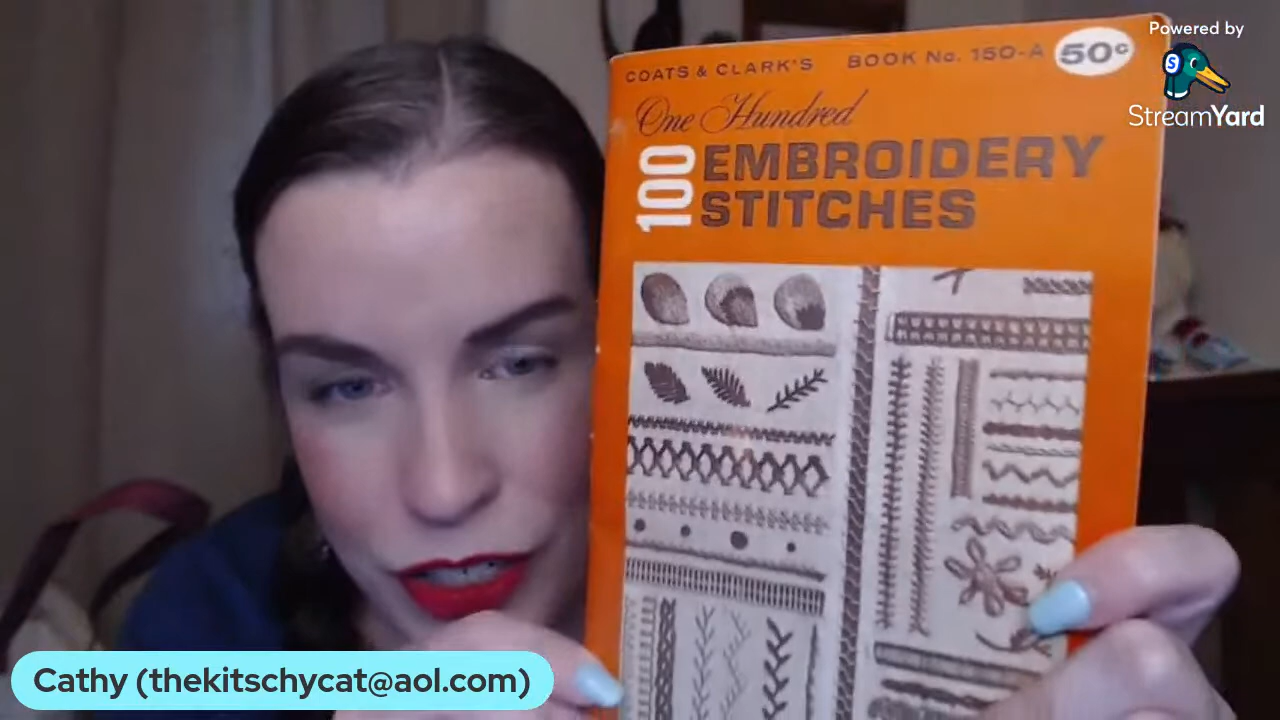 Powered by
StreamYard
COATS & CLARK'S BOOK No. 150-A 50¢
One Hundred
100 EMBROIDERY
STITCHES
Cathy (thekitschycat@aol.com)